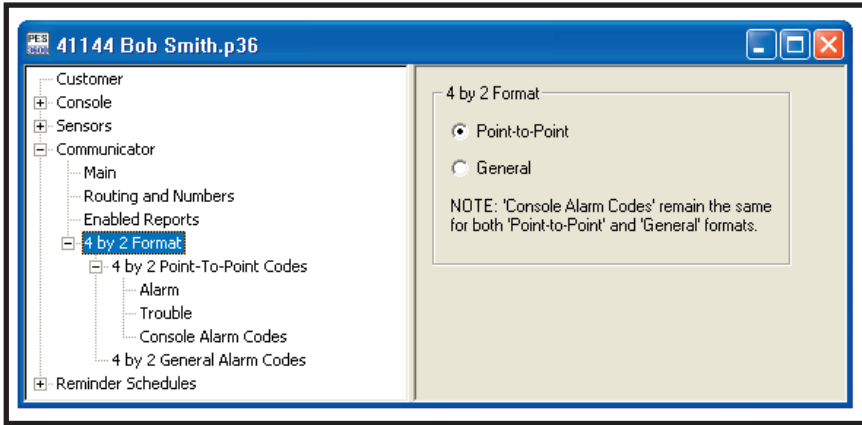 PES
3600
41144 Bob Smith.p36
Customer
Console
Sensors
Communicator
Main
Routing and Numbers
Enabled Reports
4 by 2 Format
4 by 2 Point-To-Point Codes
Alarm
Trouble
Console Alarm Codes
4 by 2 General Alarm Codes
Reminder Schedules
4 by 2 Format
Point-to-Point
General
NOTE: 'Console Alarm Codes' remain the same
for both 'Point-to-Point' and 'General' formats.